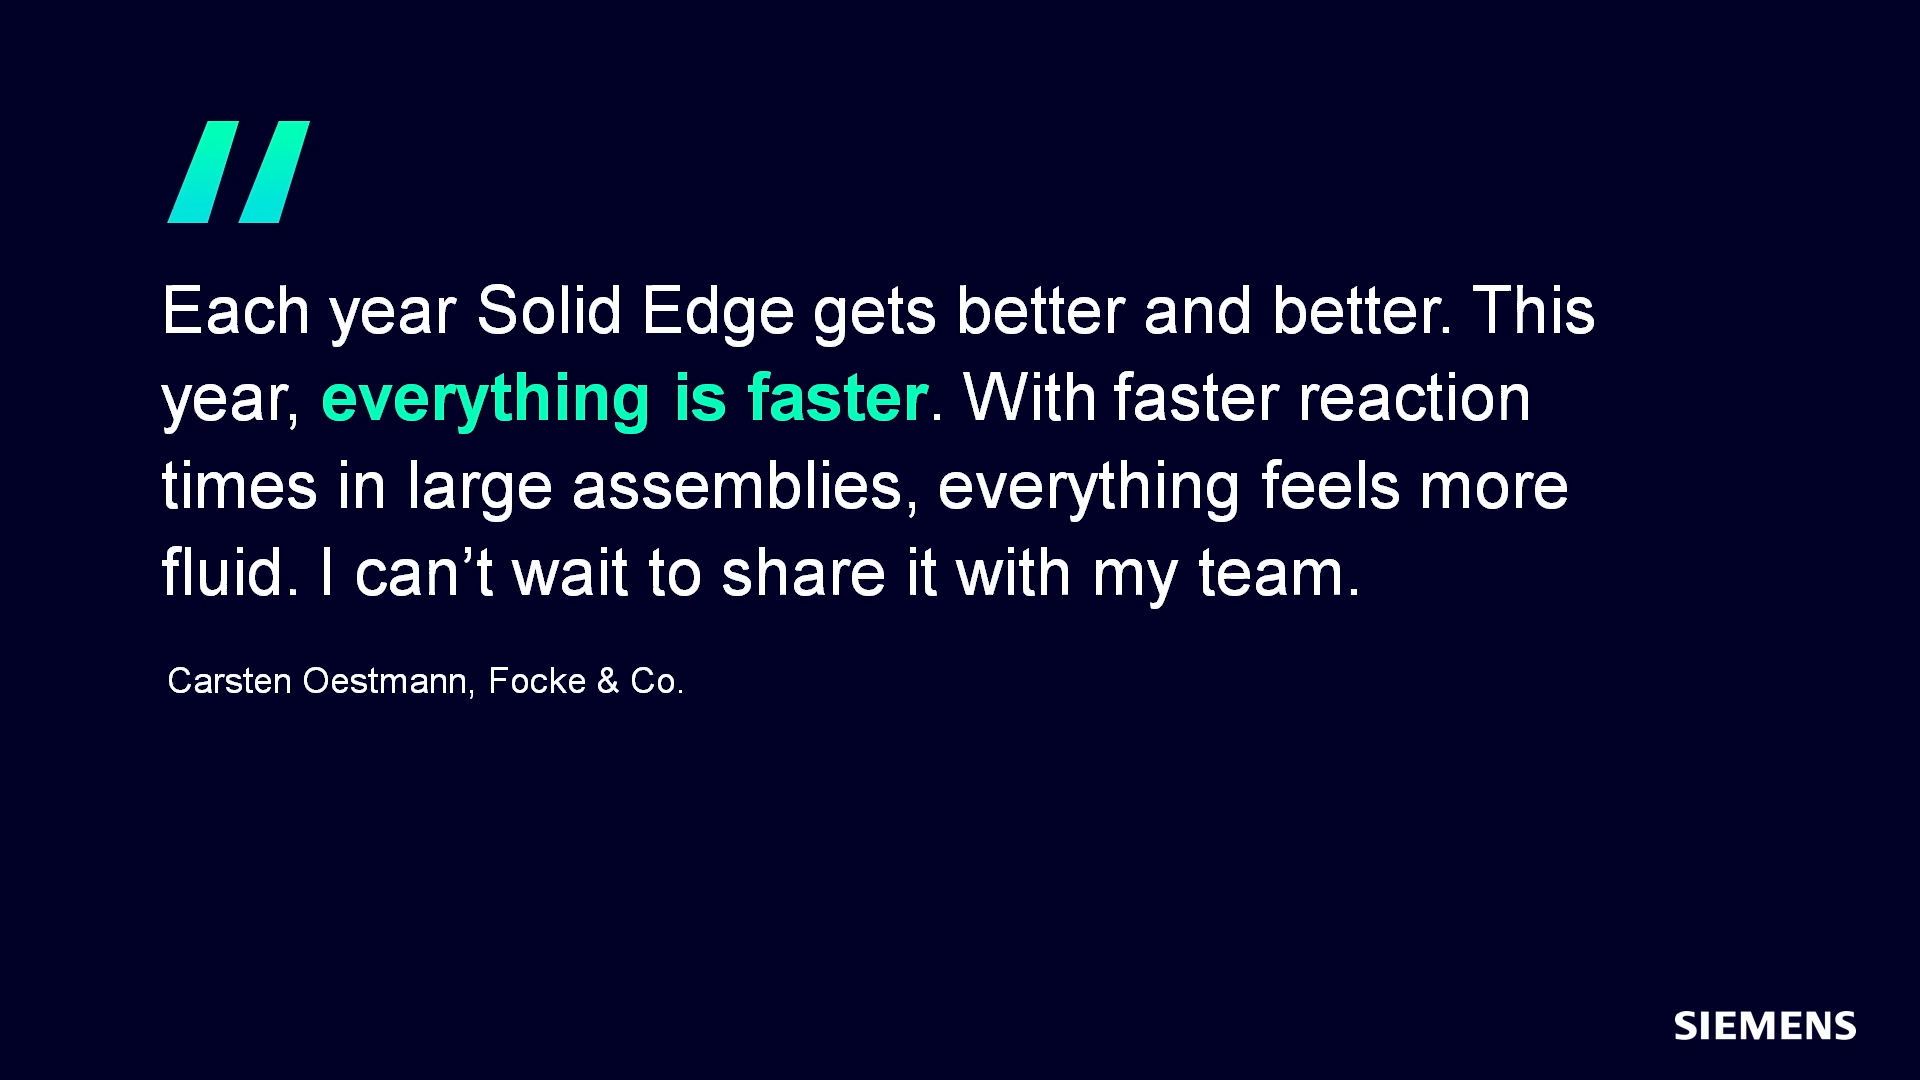 Each year Solid Edge gets better and better. This
year, everything is faster. With faster reaction
times in large assemblies, everything feels more
fluid. I can’t wait to share it with my team.
Carsten Oestmann, Focke & Co.
SIEMENS